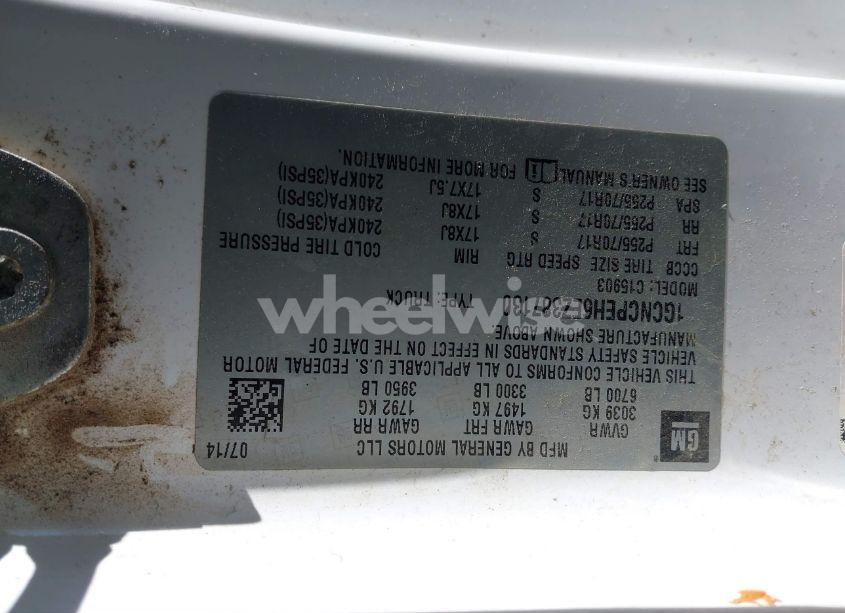 MFD BY GENERAL MOTORS LLC 07/14
GM
GVWR GAWR FRT GAWR RR
3039 KG 1497 KG 1792 KG
6700 LB 3300 LB 3950 LB
THIS VEHICLE CONFORMS TO ALL APPLICABLE U.S. FEDERAL MOTOR
VEHICLE SAFETY STANDARDS IN EFFECT ON THE DATE OF
MANUFACTURE SHOWN ABOVE.
TYPE: TRUCK
MODEL: C15903
CCCB TIRE SIZE SPEED RTG RIM COLD TIRE PRESSURE
FRT P255/70R17 S 17X8J 240KPA(35PSI)
RR P255/70R17 S 17X8J 240KPA(35PSI)
SPA P255/70R17 S 17X7.5J 240KPA(35PSI)
SEE OWNER'S MANUAL FOR MORE INFORMATION.
wheelwise